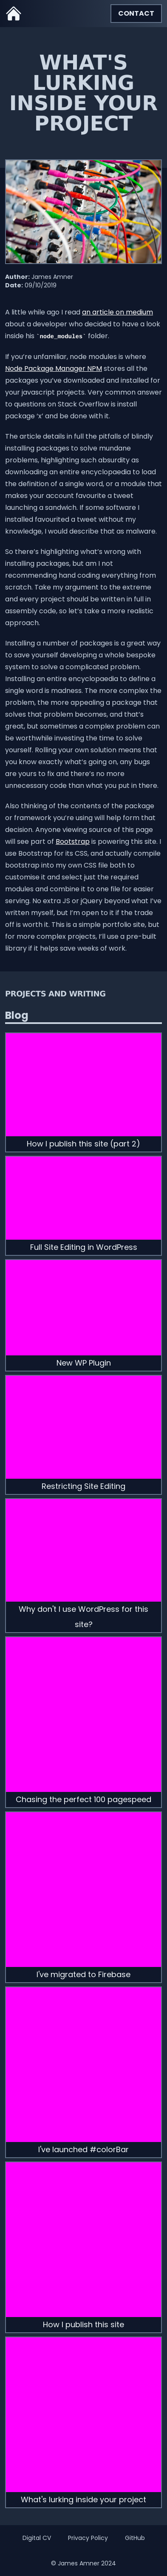 CONTACT
WHAT'S
LURKING
INSIDE YOUR
PROJECT
Author: James Amner
Date: 09/10/2019
A little while ago I read an article on medium
about a developer who decided to have a look
inside his `node_modules` folder.
If you're unfamiliar, node modules is where
Node Package Manager NPM stores all the
packages you've downloaded and installed for
your javascript projects. Very common answer
to questions on Stack Overflow is install
package 'x' and be done with it.
The article details in full the pitfalls of blindly
installing packages to solve mundane
problems, highlighting such absurdity as
downloading an entire encyclopaedia to load
the definition of a single word, or a module that
makes your account favourite a tweet
launching a sandwich. If some software I
installed favourited a tweet without my
knowledge, I would describe that as malware.
So there's highlighting what's wrong with
installing packages, but am I not
recommending hand coding everything from
scratch. Take my argument to the extreme
and every project should be written in full in
assembly code, so let's take a more realistic
approach.
Installing a number of packages is a great way
to save yourself developing a whole bespoke
system to solve a complicated problem.
Installing an entire encyclopaedia to define a
single word is madness. The more complex the
problem, the more appealing a package that
solves that problem becomes, and that's
great, but sometimes a complex problem can
be worthwhile investing the time to solve
yourself. Rolling your own solution means that
you know exactly what's going on, any bugs
are yours to fix and there's no more
unnecessary code than what you put in there.
Also thinking of the contents of the package
of framework you're using will help form that
decision. Anyone viewing source of this page
will see part of Bootstrap is powering this site. I
use Bootstrap for it's CSS, and actually compile
bootstrap into my own CSS file both to
customise it and select just the required
modules and combine it to one file for easier
serving. No extra JS or jQuery beyond what I've
written myself, but I'm open to it if the trade
off is worth it. This is a simple portfolio site, but
for more complex projects, I'll use a pre-built
library if it helps save weeks of work.
PROJECTS AND WRITING
Blog
How I publish this site (part 2)
Full Site Editing in WordPress
New WP Plugin
Restricting Site Editing
Why don't I use WordPress for this
site?
Chasing the perfect 100 pagespeed
I've migrated to Firebase
I've launched #colorBar
How I publish this site
What's lurking inside your project
Digital CV Privacy Policy GitHub
© James Amner 2024